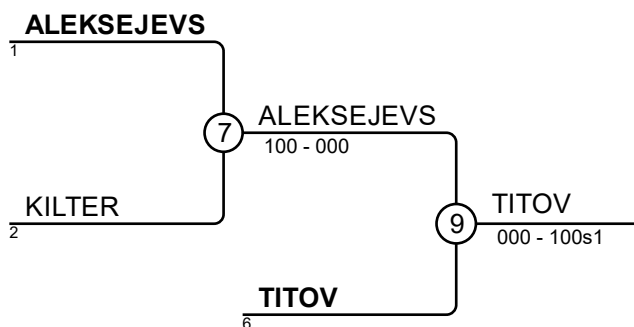 ALEKSEJEVS
1
7
ALEKSEJEVS
100 - 000
KILTER
2
9
TITOV
000 - 100s1
TITOV
6